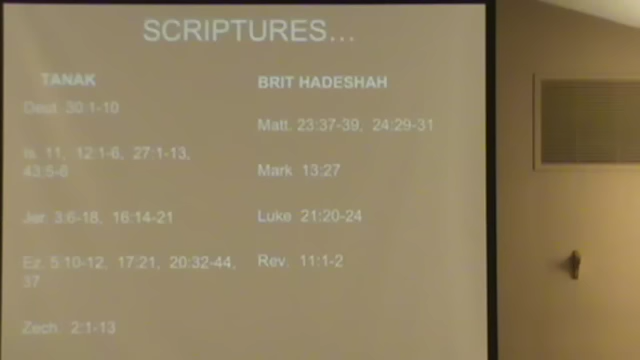 SCRIPTURES...
TANAK
Deut. 30:1-10
Is. 11, 12:1-6, 27:1-13,
43:5-6
Jer. 3:6-18, 16:14-21
Ez. 5:10-12, 17:21, 20:32-44,
37
Zech. 2:1-13
BRIT HADESHAH
Matt. 23:37-39, 24:29-31
Mark 13:27
Luke 21:20-24
Rev. 11:1-2